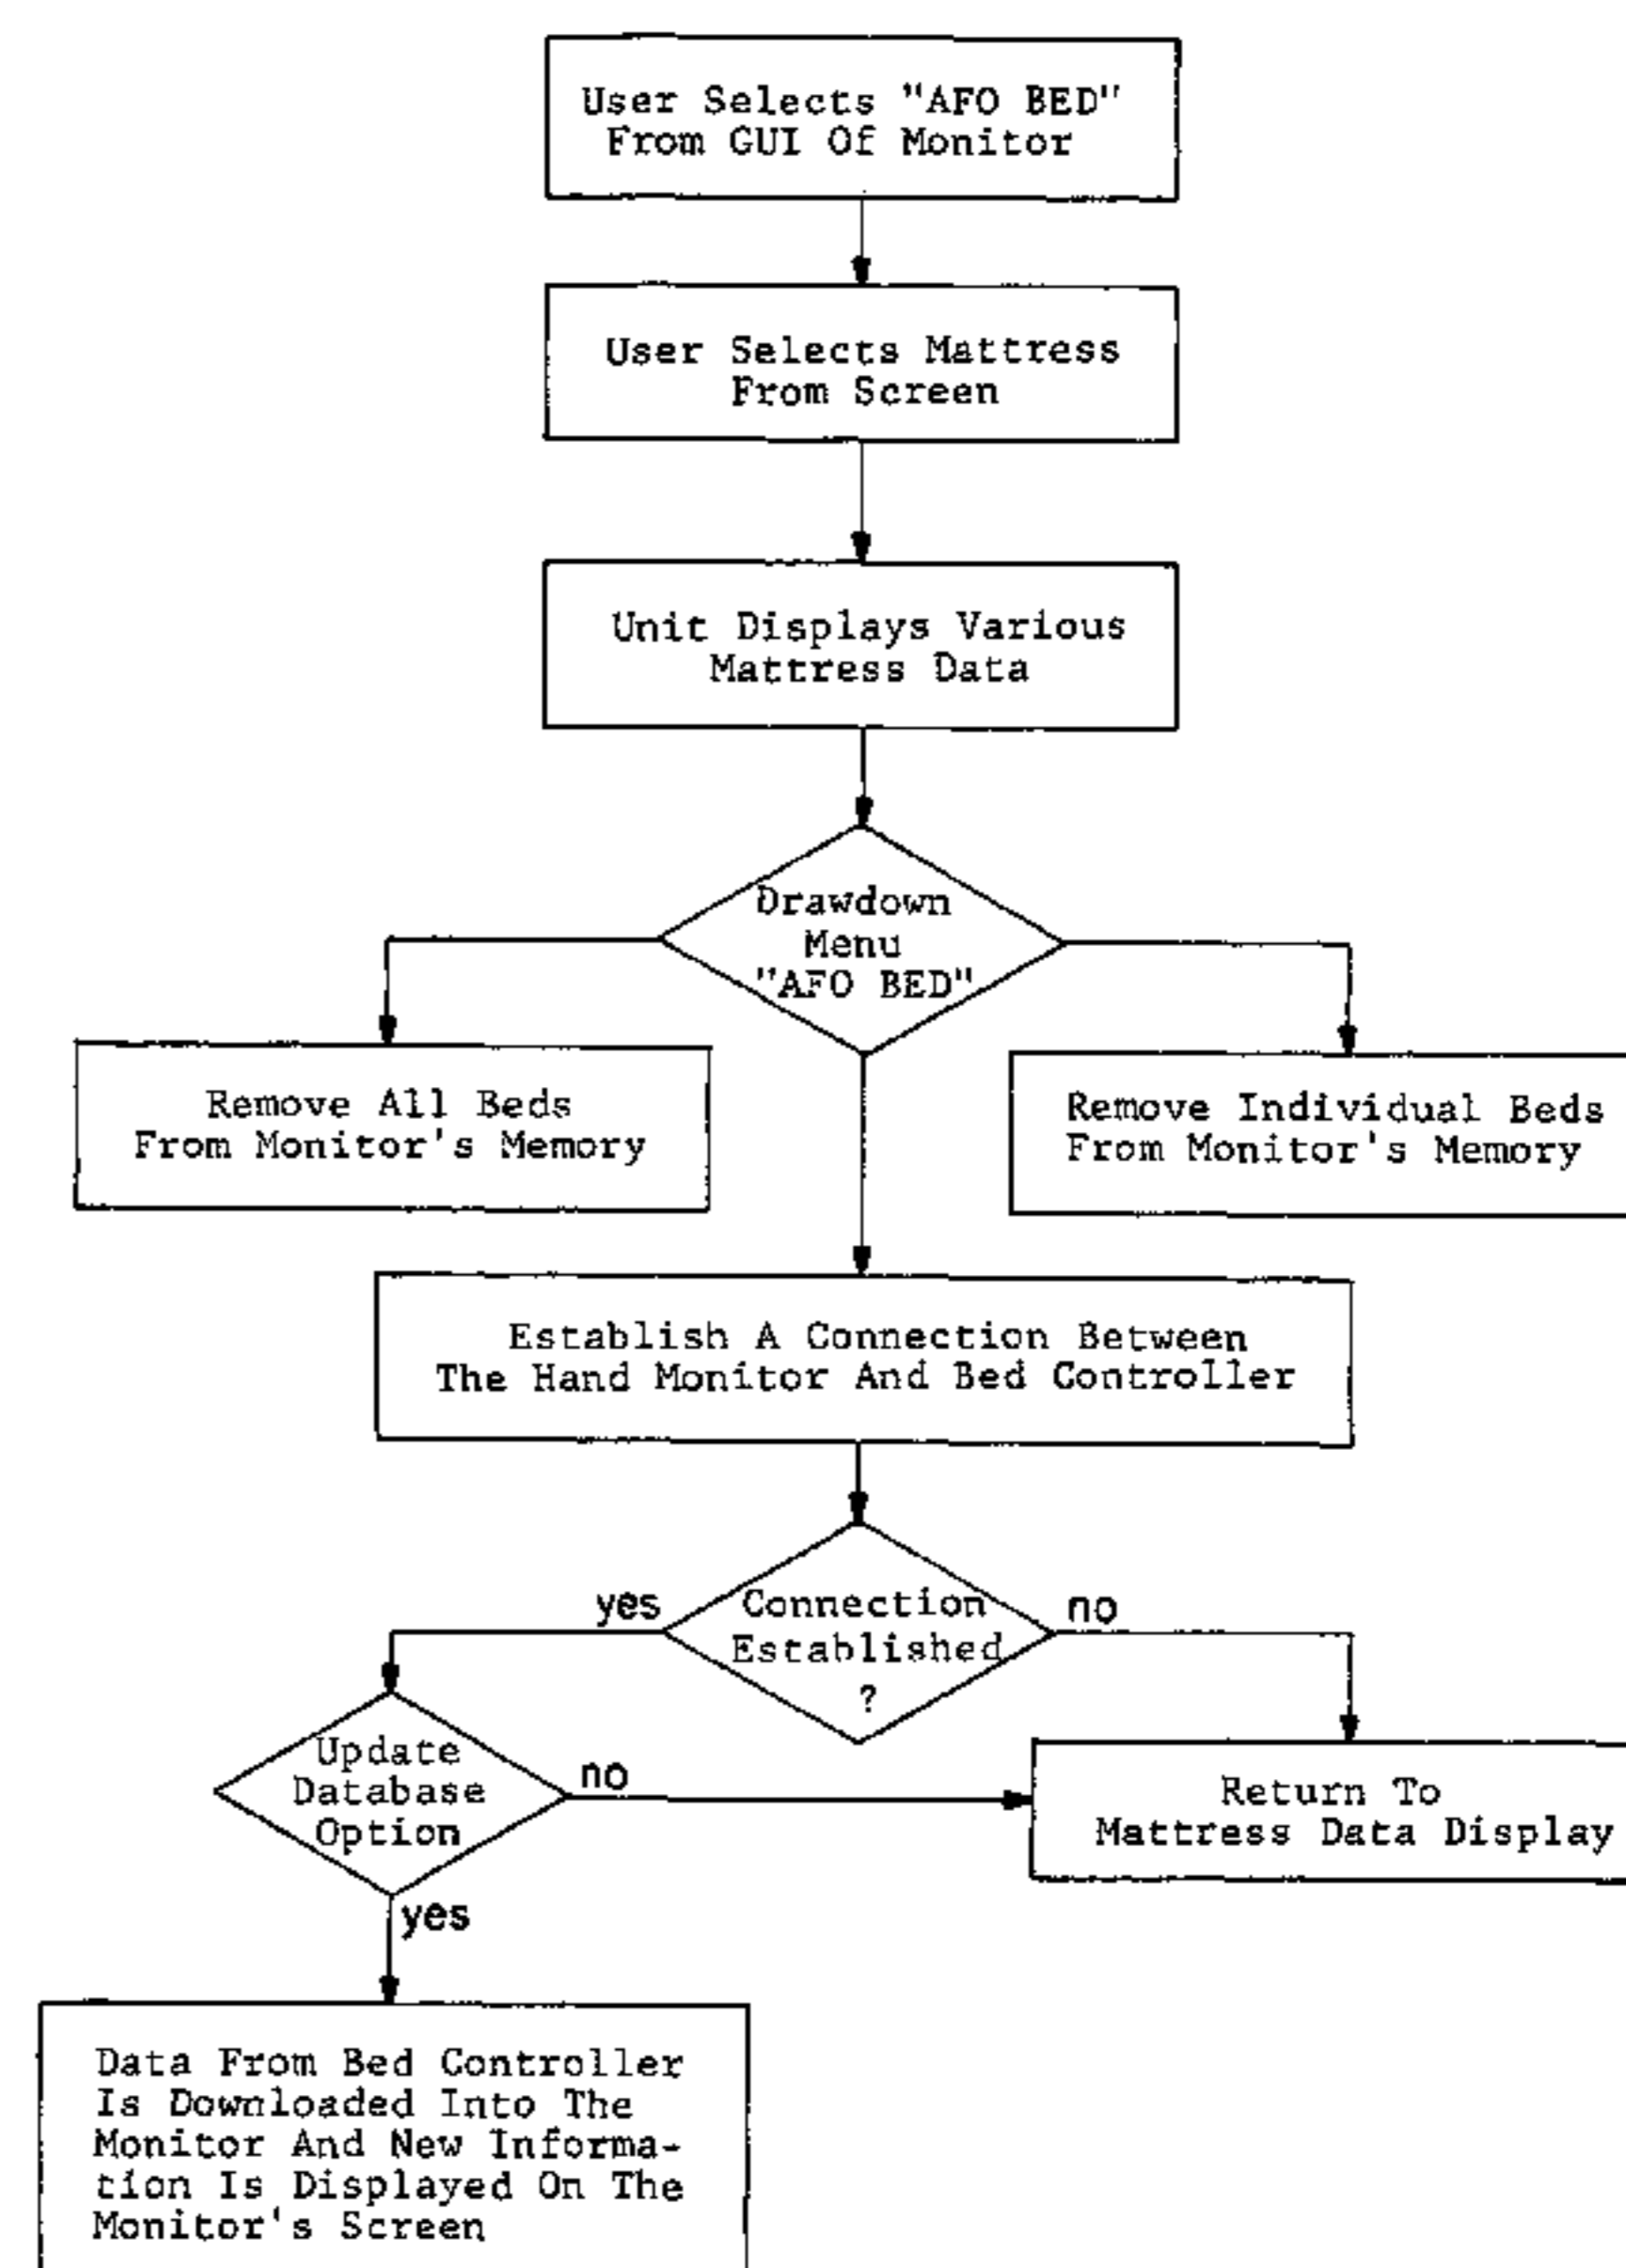 User Selects "AFO BED"
From GUI Of Monitor
User Selects Mattress
From Screen
Unit Displays Various
Mattress Data
Drawdown
Menu
"AFO BED"
Remove All Beds
From Monitor's Memory
Remove Individual Beds
From Monitor's Memory
Establish A Connection Between
The Hand Monitor And Bed Controller
yes
Connection
Established
?
no
Update
Database
Option
no
Return To
Mattress Data Display
yes
Data From Bed Controller
Is Downloaded Into The
Monitor And New Informa-
tion Is Displayed On The
Monitor's Screen